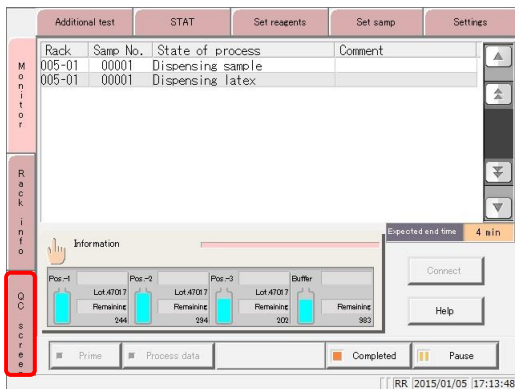 Additional test
STAT
Set reagents
Set samp
Settings
Monitor
Rack info
QC scree
Rack Samp No. State of process Comment
005-01 00001 Dispensing sample
005-01 00001 Dispensing latex
Expected end time 4 min
Information
Pos.-1 Pos.-2 Pos.-3 Buffer
Lot.47017 Lot.47017 Lot.47017
Remaining Remaining Remaining Remaining
244 294 202 983
Connect
Help
Prime Process data Completed Pause
RR 2015/01/05 17:13:48